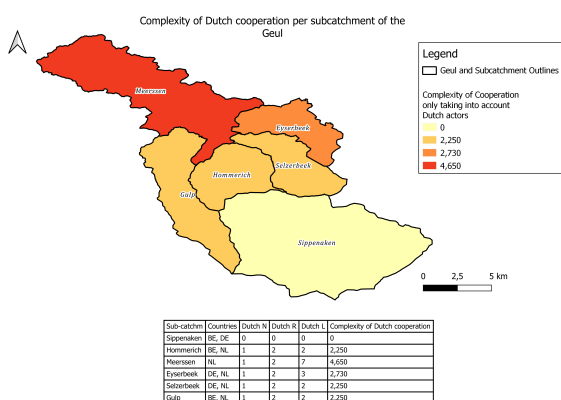 Complexity of Dutch cooperation per subcatchment of the
Geul
Legend
Geul and Subcatchment Outlines
Complexity of Cooperation
only taking into account
Dutch actors
0
2,250
2,730
4,650
Meerssen
Eyserbeek
Selzerbeek
Hommerich
Gulp
Sippenaken
0 2,5 5 km
Sub-catchm Countries Dutch N Dutch R Dutch L Complexity of Dutch cooperation
Sippenaken BE, DE 0 0 0 0
Hommerich BE, NL 1 2 2 2,250
Meerssen NL 1 2 7 4,650
Eyserbeek DE, NL 1 2 3 2,730
Selzerbeek DE, NL 1 2 2 2,250
Gulp BE, NL 1 2 2 2,250